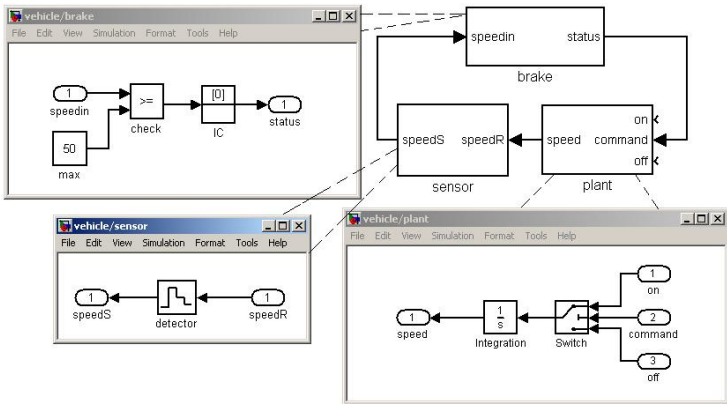 vehicle/brake
File Edit View Simulation Format Tools Help
1
speedin
50
max
>=
check
[0]
IC
1
status
speedin status
brake
speedS speedR
sensor
on
speed command
off
plant
vehicle/sensor
File Edit View Simulation Format Tools Help
1
speedS
detector
1
speedR
vehicle/plant
File Edit View Simulation Format Tools Help
1
speed
1
s
Integration
Switch
1
on
2
command
3
off